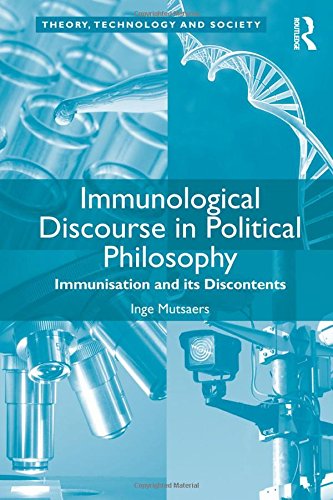 THEORY, TECHNOLOGY AND SOCIETY
ROUTLEDGE
Immunological
Discourse in Political
Philosophy
Immunisation and its Discontents
Inge Mutsaers